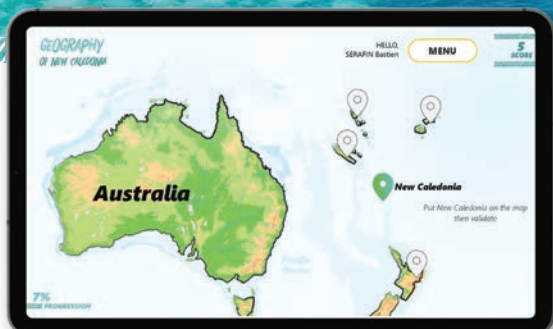 GEOGRAPHY
OF NEW CALEDONIA
HELLO,
SERAFIN Bastien
MENU
5
SCORE
Australia
New Caledonia
Put New Caledonia on the map
then validate
Pacific
7%
PROGRESSION